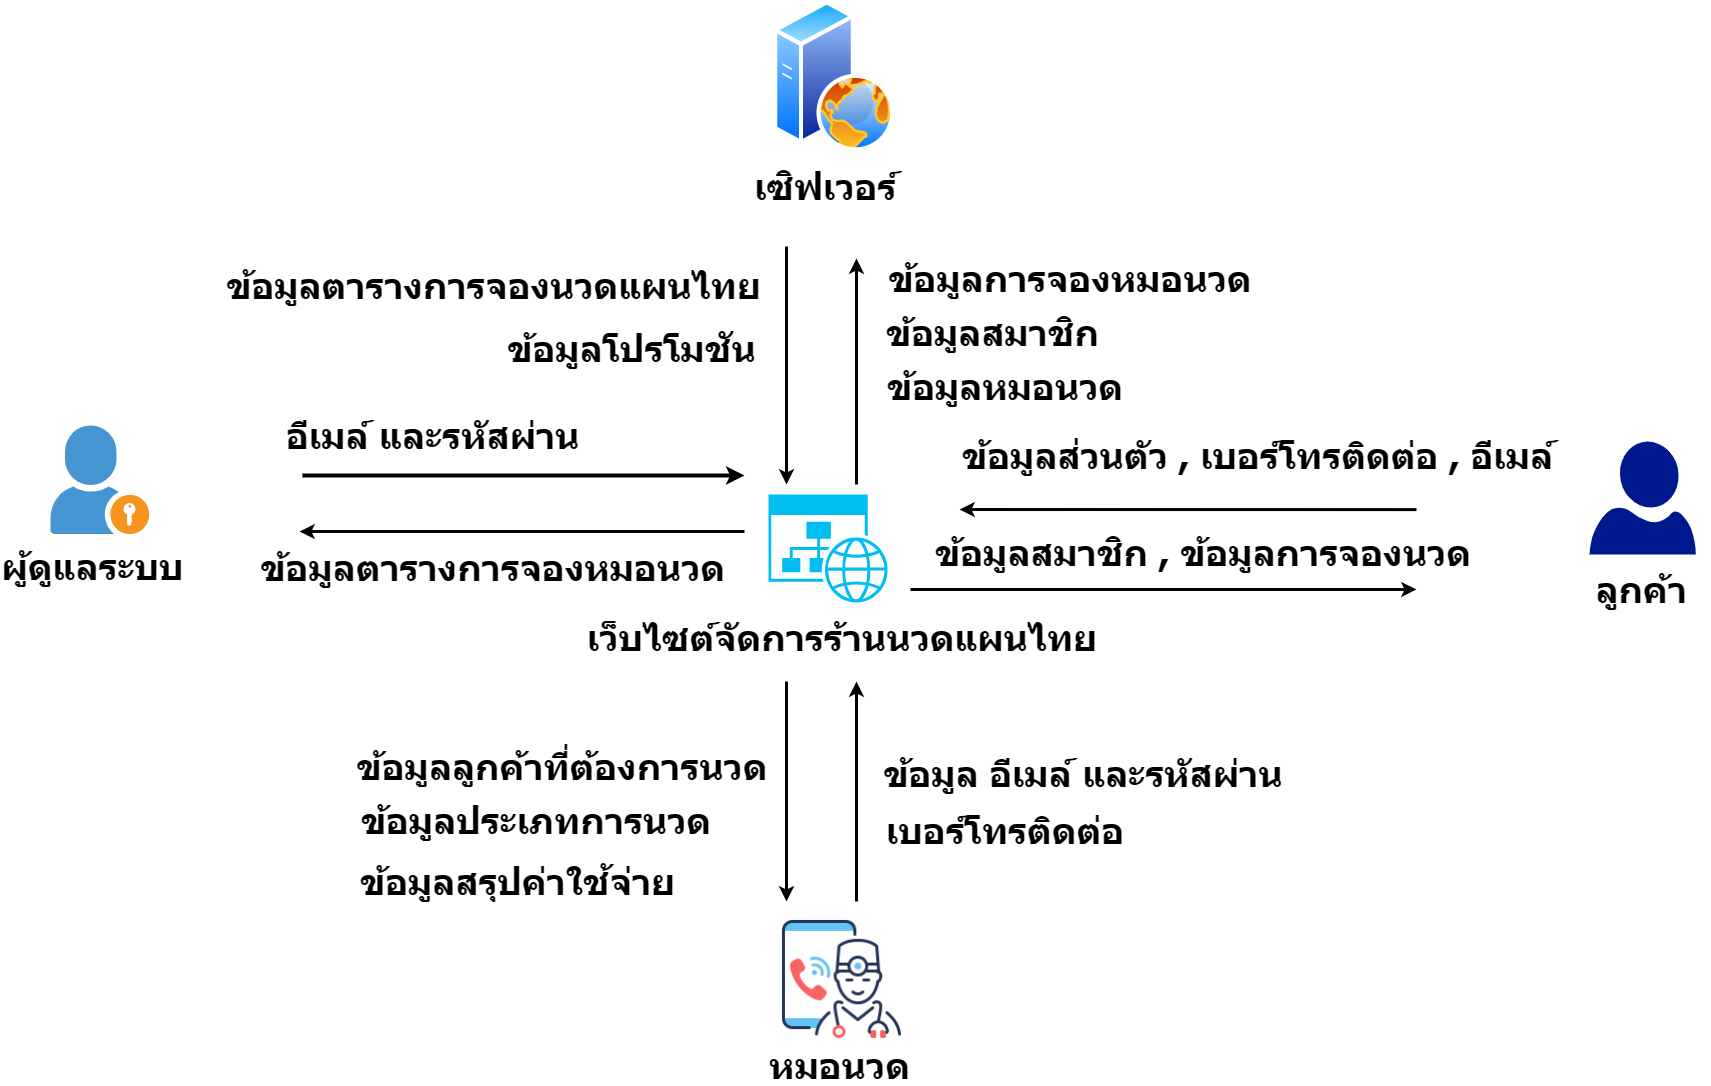 เซิฟเวอร์
ข้อมูลตารางการจองนวดแผนไทย
ข้อมูลโปรโมชัน
ข้อมูลการจองหมอนวด
ข้อมูลสมาชิก
ข้อมูลหมอนวด
อีเมล์ และรหัสผ่าน
ข้อมูลส่วนตัว , เบอร์โทรติดต่อ , อีเมล์
ผู้ดูแลระบบ
ข้อมูลตารางการจองหมอนวด
ข้อมูลสมาชิก , ข้อมูลการจองนวด
ลูกค้า
เว็บไซต์จัดการร้านนวดแผนไทย
ข้อมูลลูกค้าที่ต้องการนวด
ข้อมูลประเภทการนวด
ข้อมูลสรุปค่าใช้จ่าย
ข้อมูล อีเมล์ และรหัสผ่าน
เบอร์โทรติดต่อ
หมอนวด